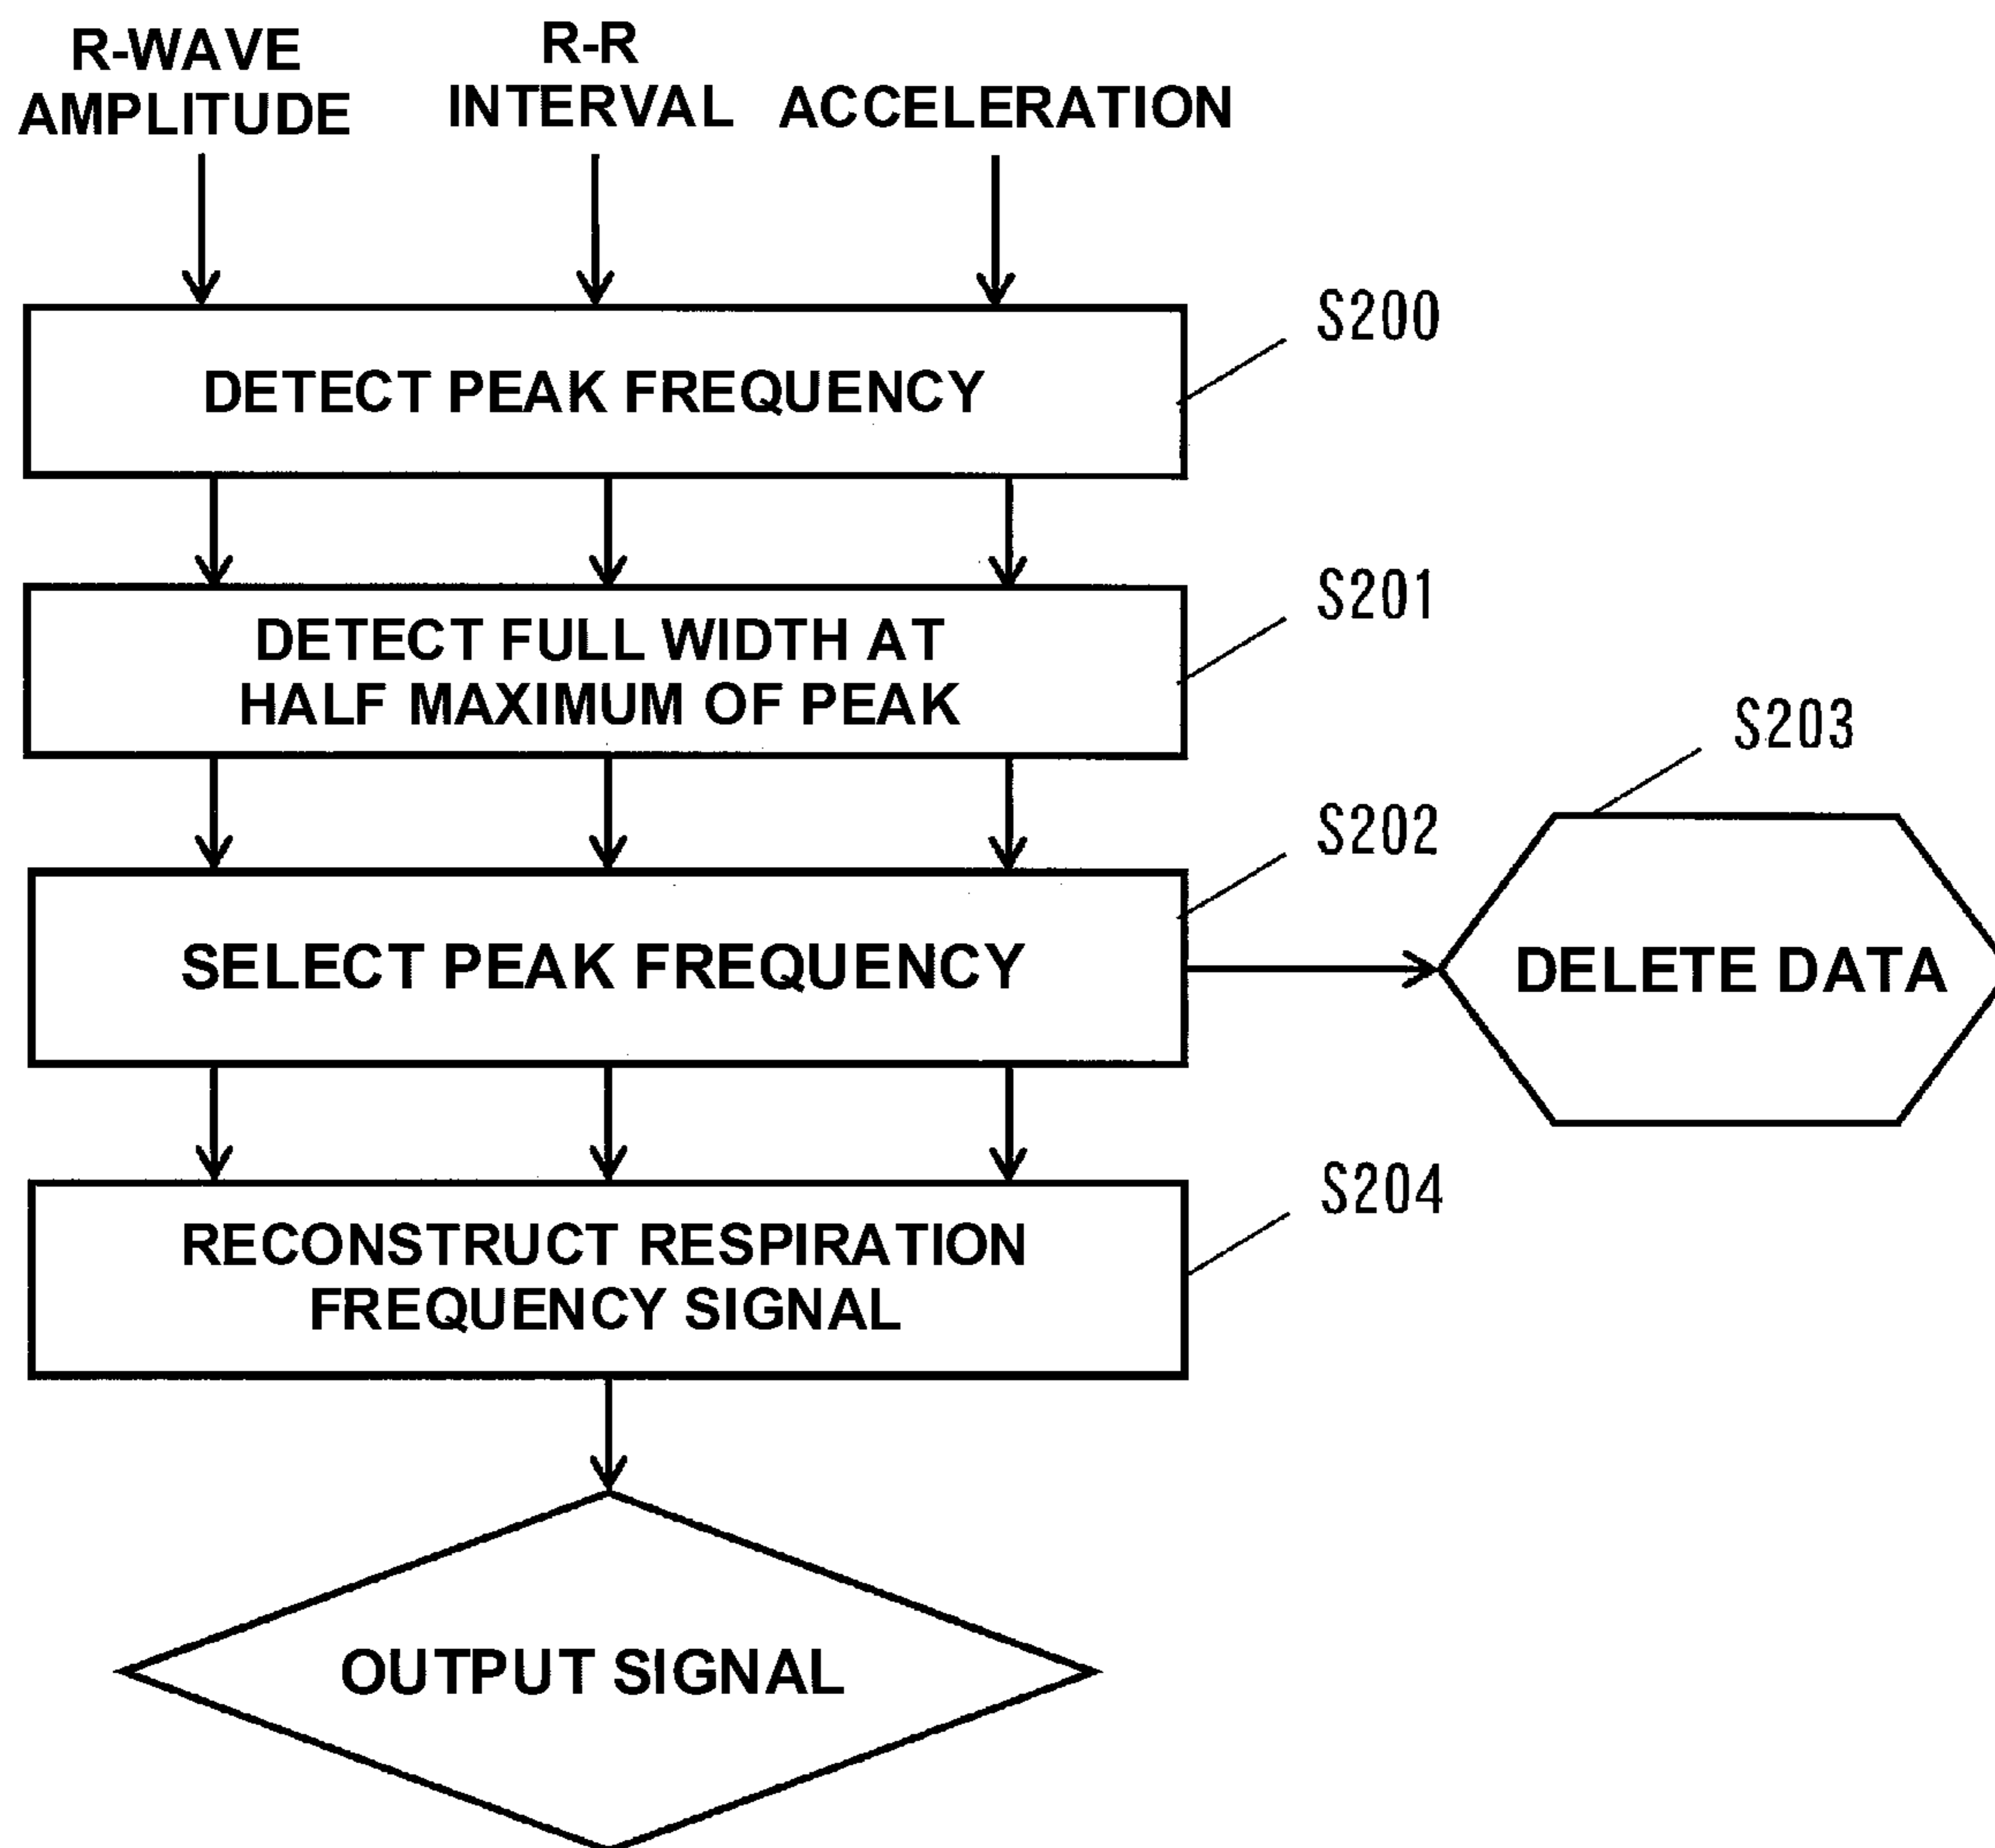 R-WAVE
AMPLITUDE
R-R
INTERVAL
ACCELERATION
S200
DETECT PEAK FREQUENCY
S201
DETECT FULL WIDTH AT
HALF MAXIMUM OF PEAK
S203
S202
SELECT PEAK FREQUENCY
DELETE DATA
S204
RECONSTRUCT RESPIRATION
FREQUENCY SIGNAL
OUTPUT SIGNAL